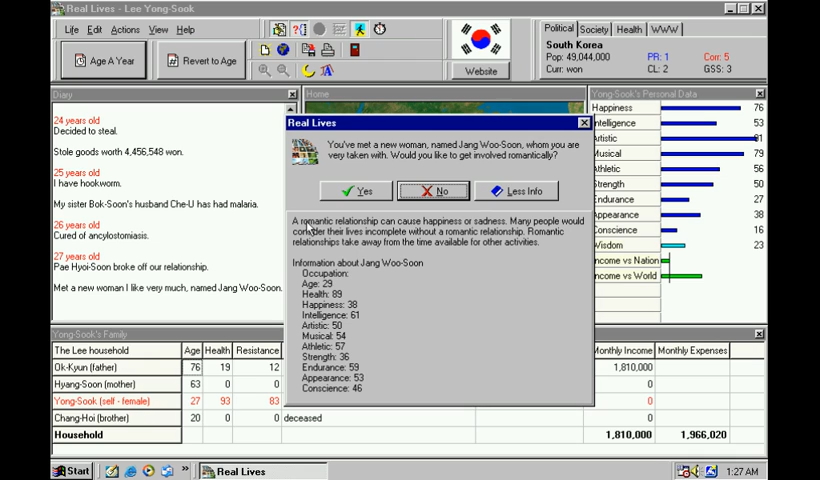 Real Lives - Lee Yong-Sook
Life Edit Actions View Help
Age A Year
Revert to Age
Website
Political Society Health WWW
South Korea
Pop: 49,044,000 PR: 1 Corr: 5
Curr: won CL: 2 GSS: 3
Diary
24 years old
Decided to steal.
Stole goods worth 4,456,548 won.
25 years old
I have hookworm.
My sister Bok-Soon's husband Che-U has had malaria.
26 years old
Cured of ancylostomiasis.
27 years old
Pae Hyoi-Soon broke off our relationship.
Met a new woman I like very much, named Jang Woo-Soon.
Home
Real Lives
You've met a new woman, named Jang Woo-Soon, whom you are
very taken with. Would you like to get involved romantically?
Yes No Less Info
A romantic relationship can cause happiness or sadness. Many people would
consider their lives incomplete without a romantic relationship. Romantic
relationships take away from the time available for other activities.
Information about Jang Woo-Soon
Occupation:
Age: 29
Health: 89
Happiness: 38
Intelligence: 61
Artistic: 50
Musical: 54
Athletic: 57
Strength: 36
Endurance: 59
Appearance: 53
Conscience: 46
Yong-Sook's Personal Data
Happiness 76
Intelligence 53
Artistic 81
Musical 79
Athletic 56
Strength 50
Endurance 27
Appearance 38
Conscience 16
Wisdom 23
Income vs Nation
Income vs World
Yong-Sook's Family
The Lee household Age Health Resistance Monthly Income Monthly Expenses
Ok-Kyun (father) 76 19 12 1,810,000
Hyang-Soon (mother) 63 0 0 0
Yong-Sook (self - female) 27 93 83 0
Chang-Hoi (brother) 20 0 0 deceased 0
Household 1,810,000 1,966,020
Start
Real Lives
1:27 AM